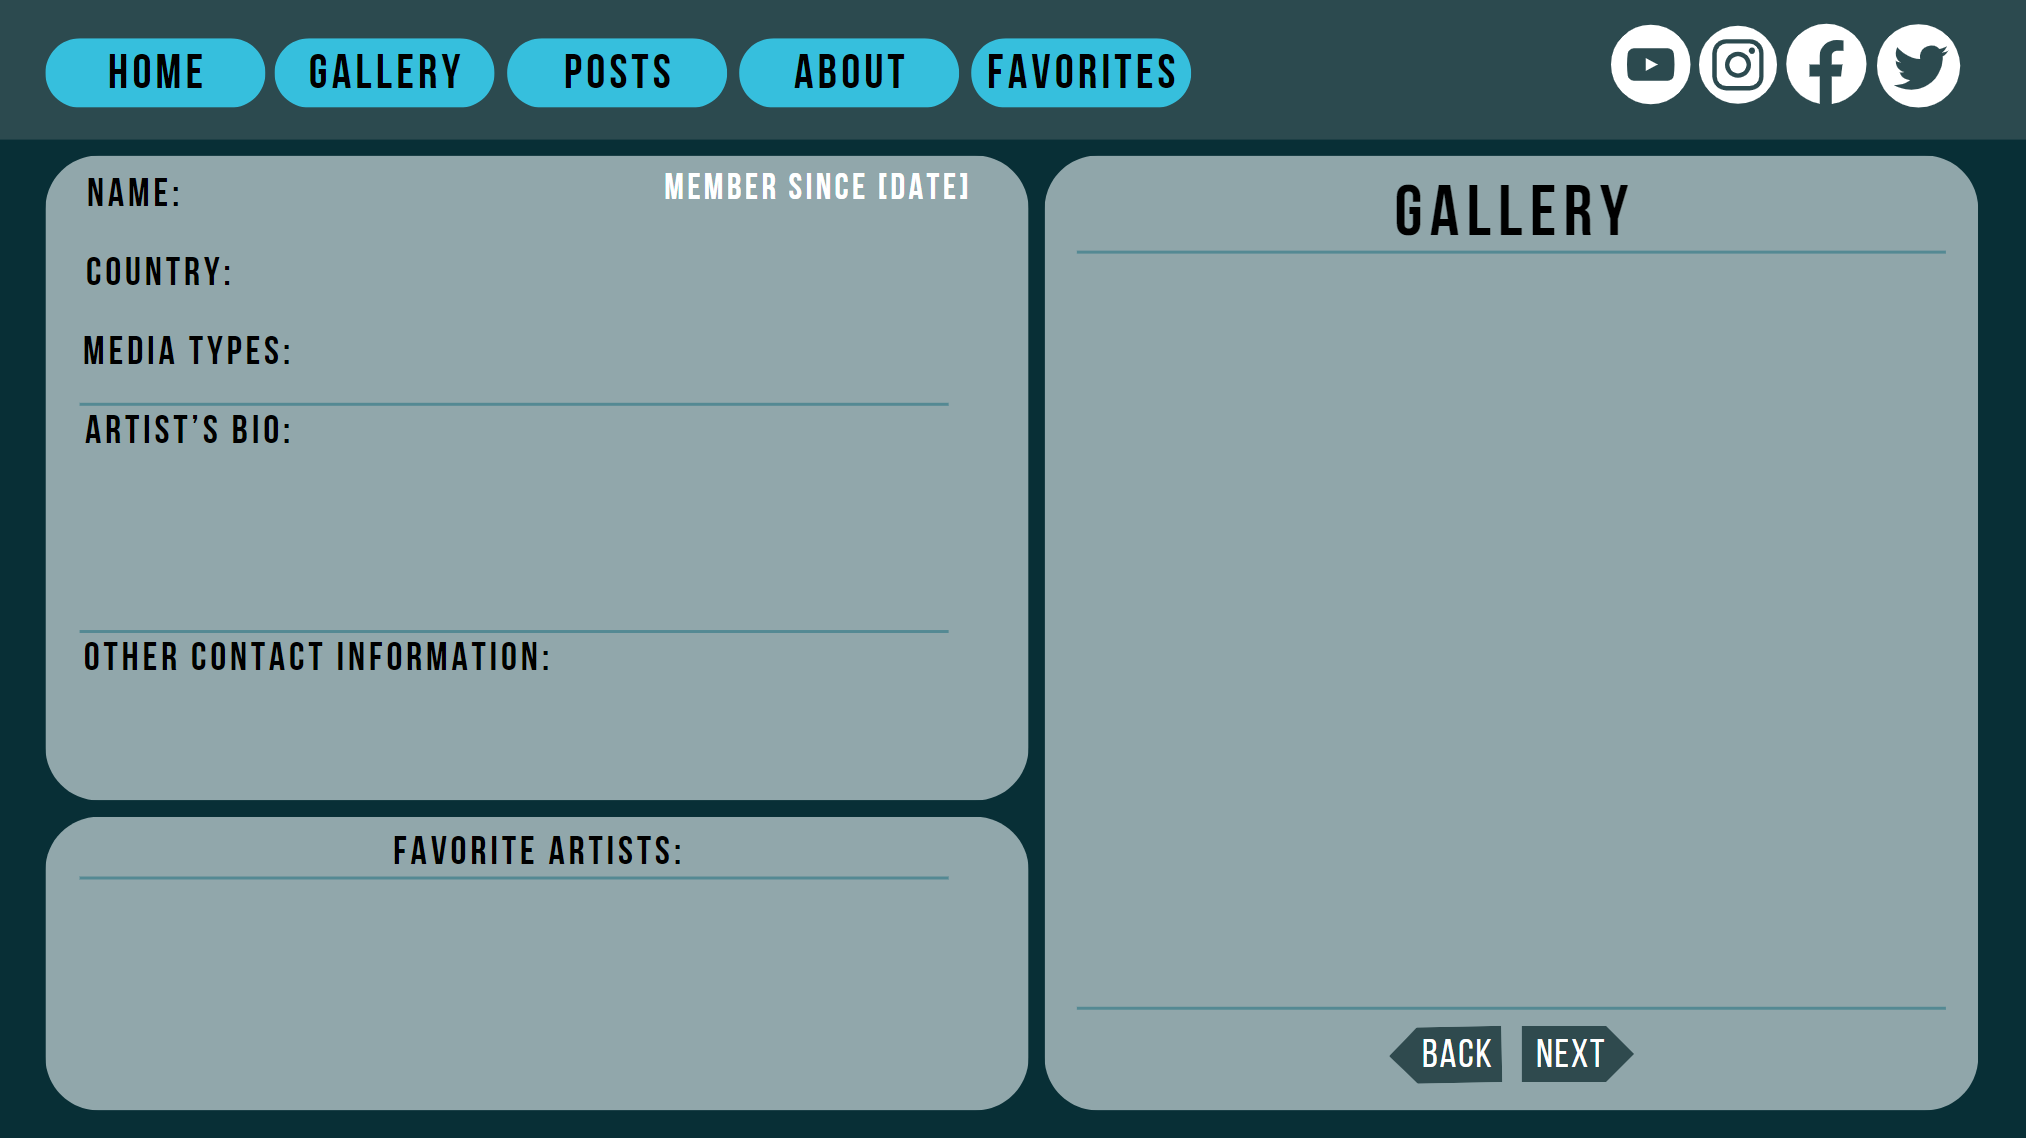 HOME
GALLERY
POSTS
ABOUT
FAVORITES
NAME:
MEMBER SINCE [DATE]
COUNTRY:
MEDIA TYPES:
ARTIST’S BIO:
OTHER CONTACT INFORMATION:
FAVORITE ARTISTS:
GALLERY
BACK
NEXT